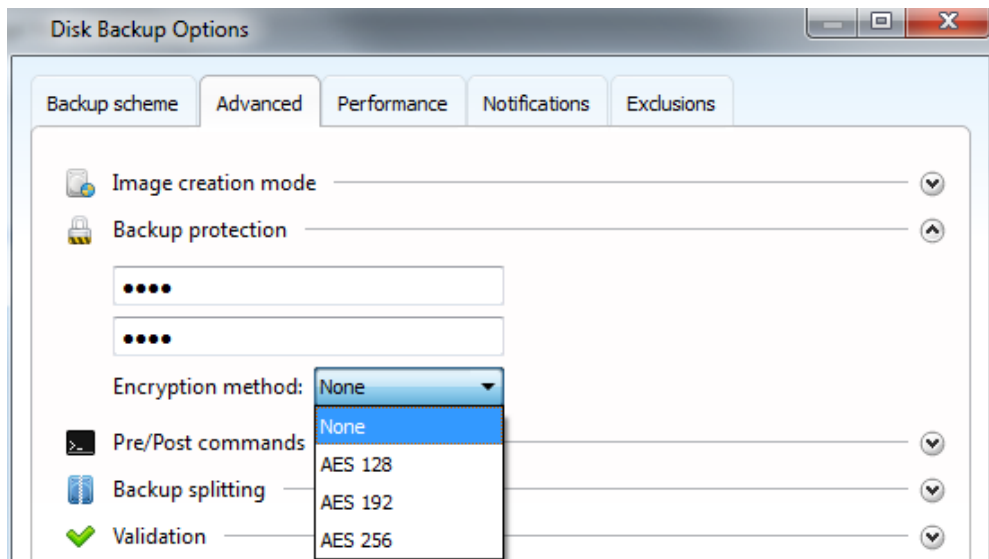 Disk Backup Options
Backup scheme Advanced Performance Notifications Exclusions
Image creation mode
Backup protection
••••
••••
Encryption method: None
None
Pre/Post commands
AES 128
Backup splitting
AES 192
Validation
AES 256